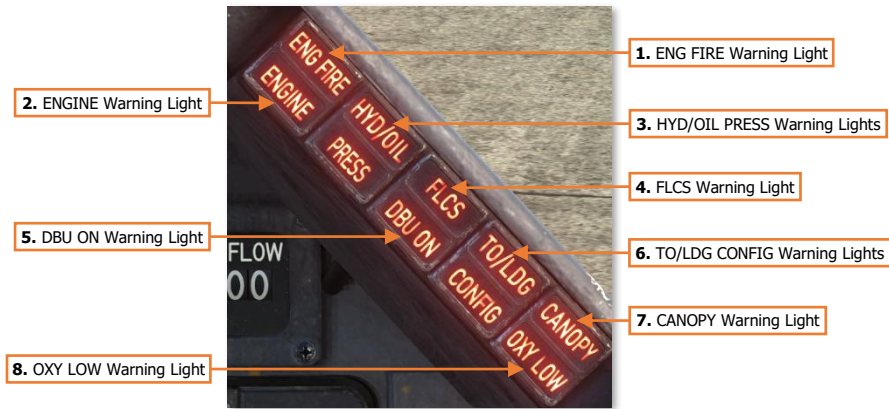 1. ENG FIRE Warning Light
2. ENGINE Warning Light
3. HYD/OIL PRESS Warning Lights
4. FLCS Warning Light
5. DBU ON Warning Light
6. TO/LDG CONFIG Warning Lights
7. CANOPY Warning Light
8. OXY LOW Warning Light
ENG FIRE
ENGINE
HYD/OIL
PRESS
FLCS
DBU ON
TO/LDG
CONFIG
CANOPY
OXY LOW
FLOW
00